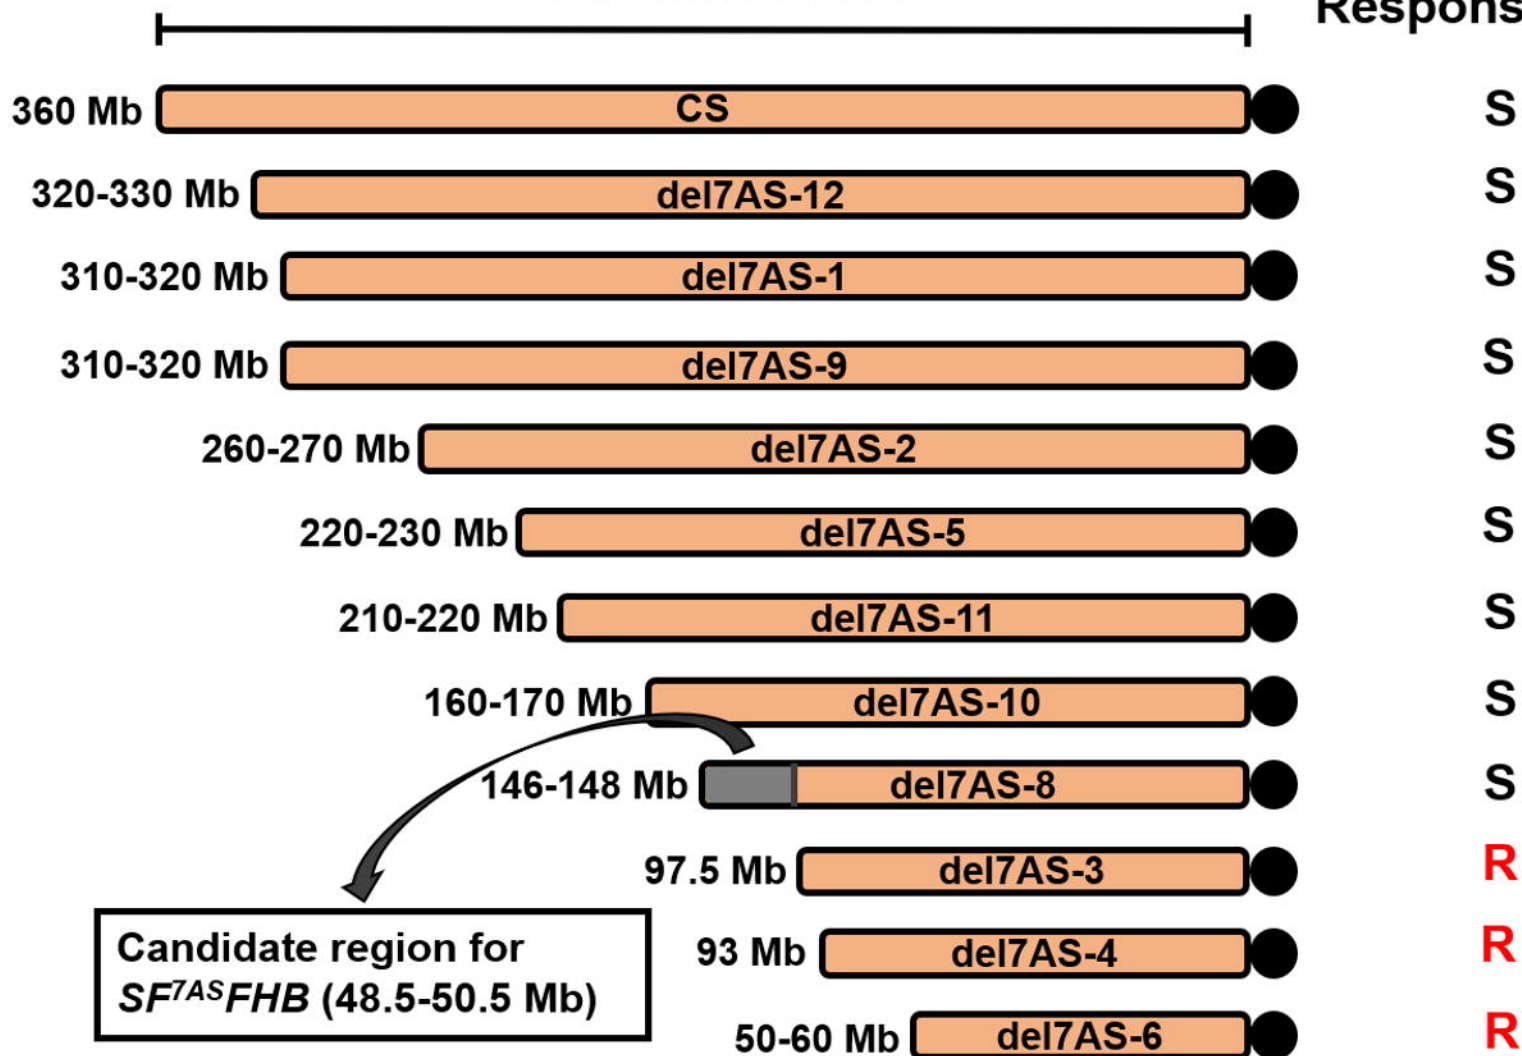 Respons
360 Mb CS S
320-330 Mb del7AS-12 S
310-320 Mb del7AS-1 S
310-320 Mb del7AS-9 S
260-270 Mb del7AS-2 S
220-230 Mb del7AS-5 S
210-220 Mb del7AS-11 S
160-170 Mb del7AS-10 S
146-148 Mb del7AS-8 S
97.5 Mb del7AS-3 R
93 Mb del7AS-4 R
50-60 Mb del7AS-6 R
Candidate region for
SF7ASFHB (48.5-50.5 Mb)